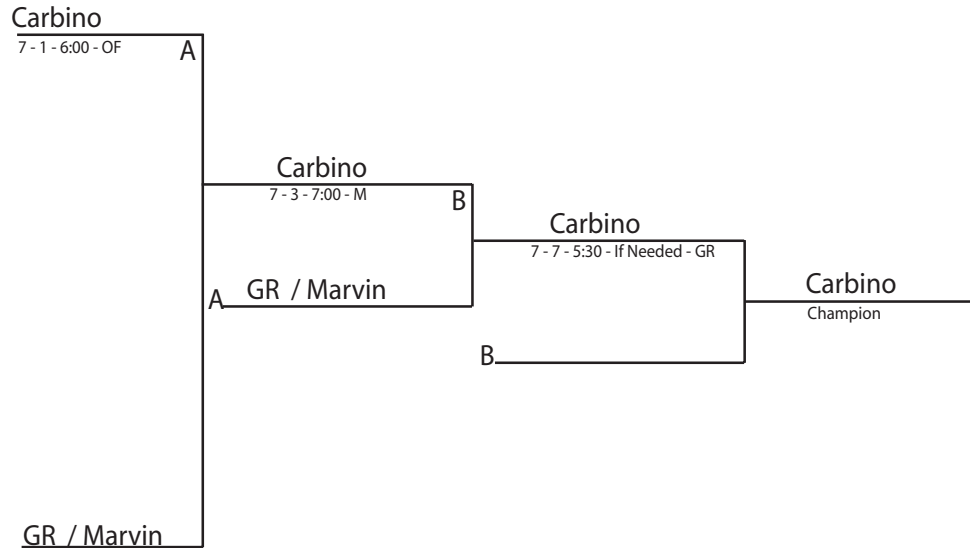 Carbino
7 - 1 - 6:00 - OF
A
Carbino
7 - 3 - 7:00 - M
B
Carbino
7 - 7 - 5:30 - If Needed - GR
A
GR / Marvin
Carbino
Champion
B
GR / Marvin